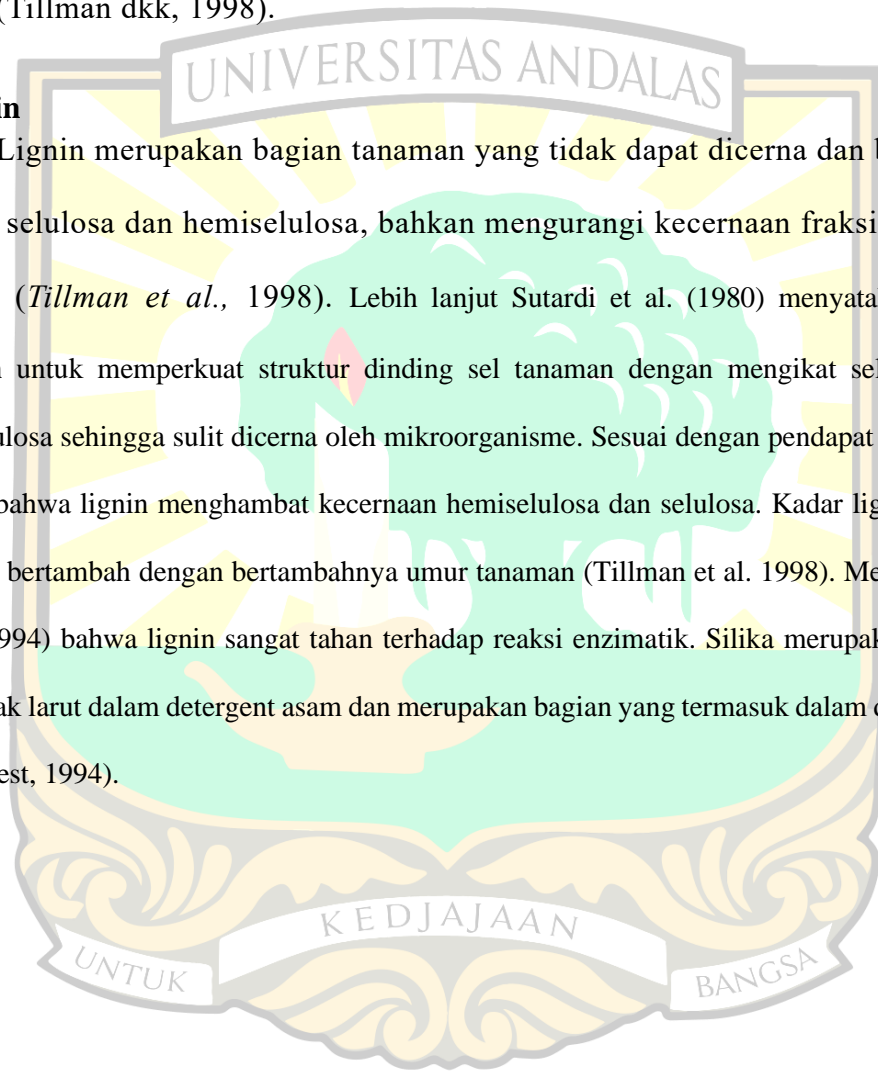 (Tillman dkk, 1998).
UNIVERSITAS ANDALAS
in
Lignin merupakan bagian tanaman yang tidak dapat dicerna dan b
selulosa dan hemiselulosa, bahkan mengurangi kecernaan fraksi
(Tillman et al., 1998). Lebih lanjut Sutardi et al. (1980) menyata
untuk memperkuat struktur dinding sel tanaman dengan mengikat sel
ulosa sehingga sulit dicerna oleh mikroorganisme. Sesuai dengan pendapat
bahwa lignin menghambat kecernaan hemiselulosa dan selulosa. Kadar lig
bertambah dengan bertambahnya umur tanaman (Tillman et al. 1998). Me
994) bahwa lignin sangat tahan terhadap reaksi enzimatik. Silika merupak
ak larut dalam detergent asam dan merupakan bagian yang termasuk dalam
est, 1994).
KEDJAJAAN
UNTUK
BANGSA